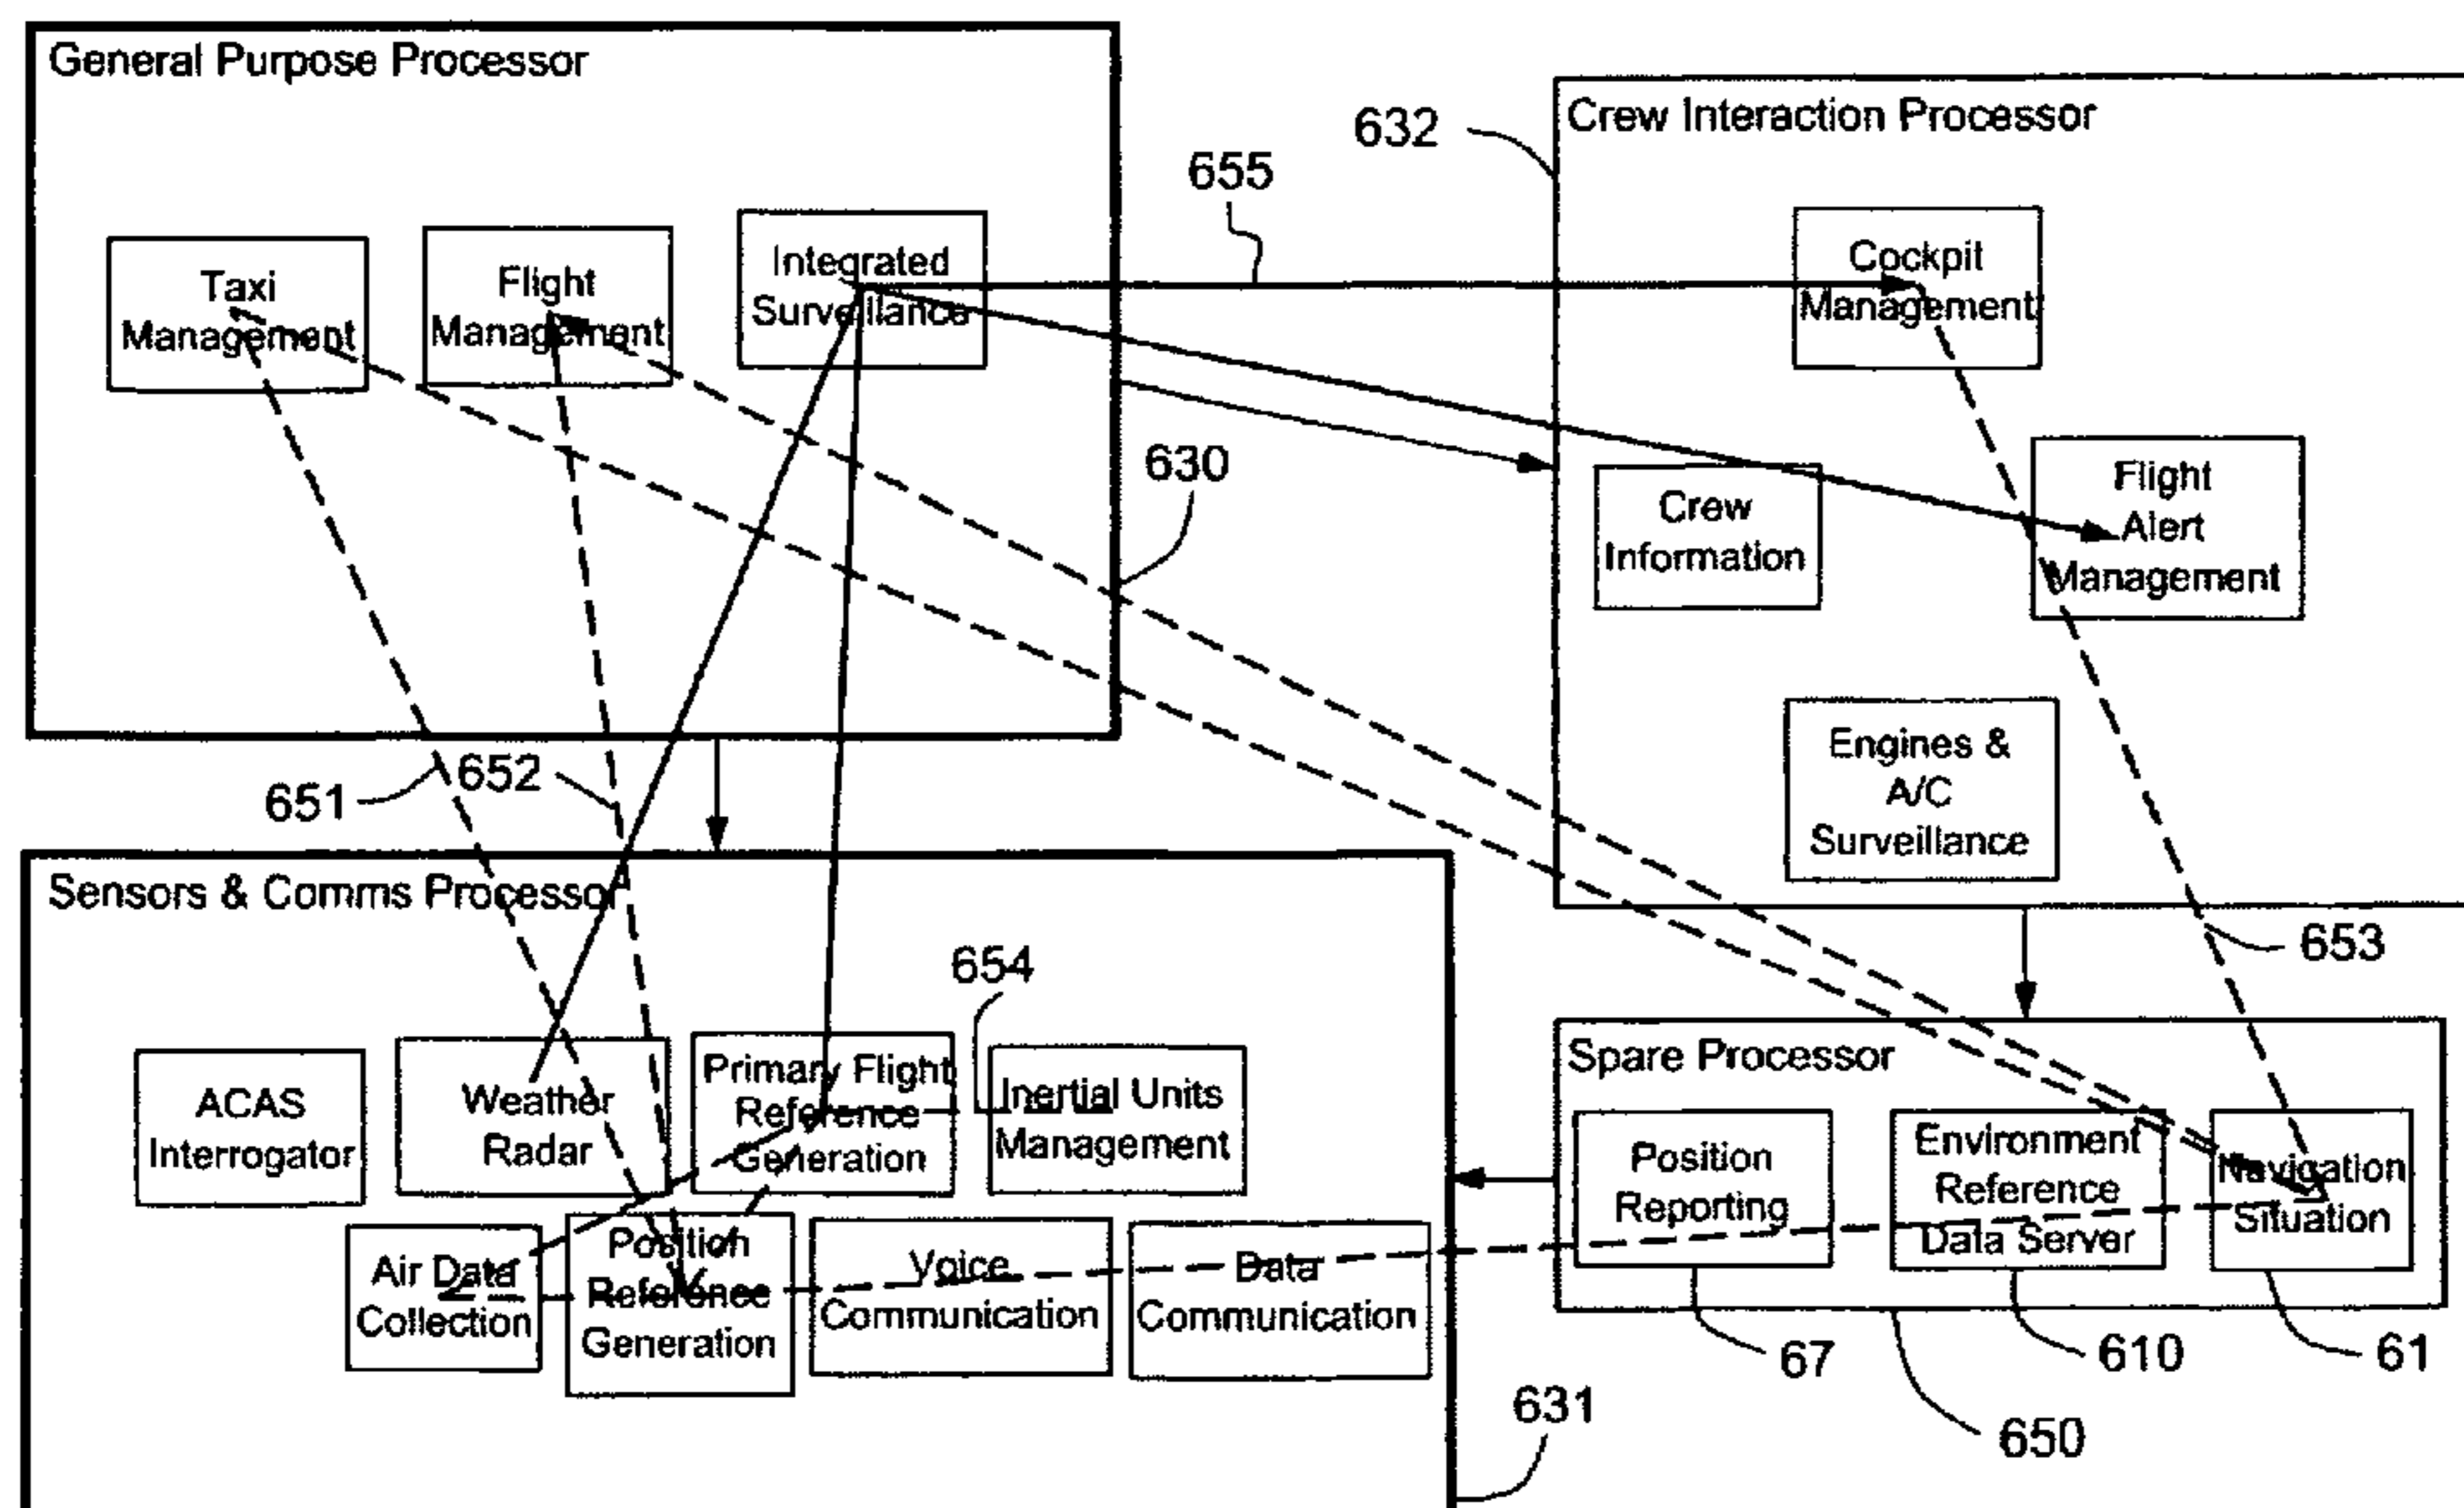 General Purpose Processor
Taxi
Management
Flight
Management
Integrated
Surveillance
655
632
Crew Interaction Processor
Cockpit
Management
630
Crew
Information
Flight
Alert
Management
Engines &
A/C
Surveillance
651
652
653
Sensors & Comms Processor
654
ACAS
Interrogator
Weather
Radar
Primary Flight
Reference
Generation
Inertial Units
Management
Air Data
Collection
Position
Reference
Generation
Voice
Communication
Data
Communication
Spare Processor
Position
Reporting
Environment
Reference
Data Server
Navigation
Situation
67
610
61
650
631